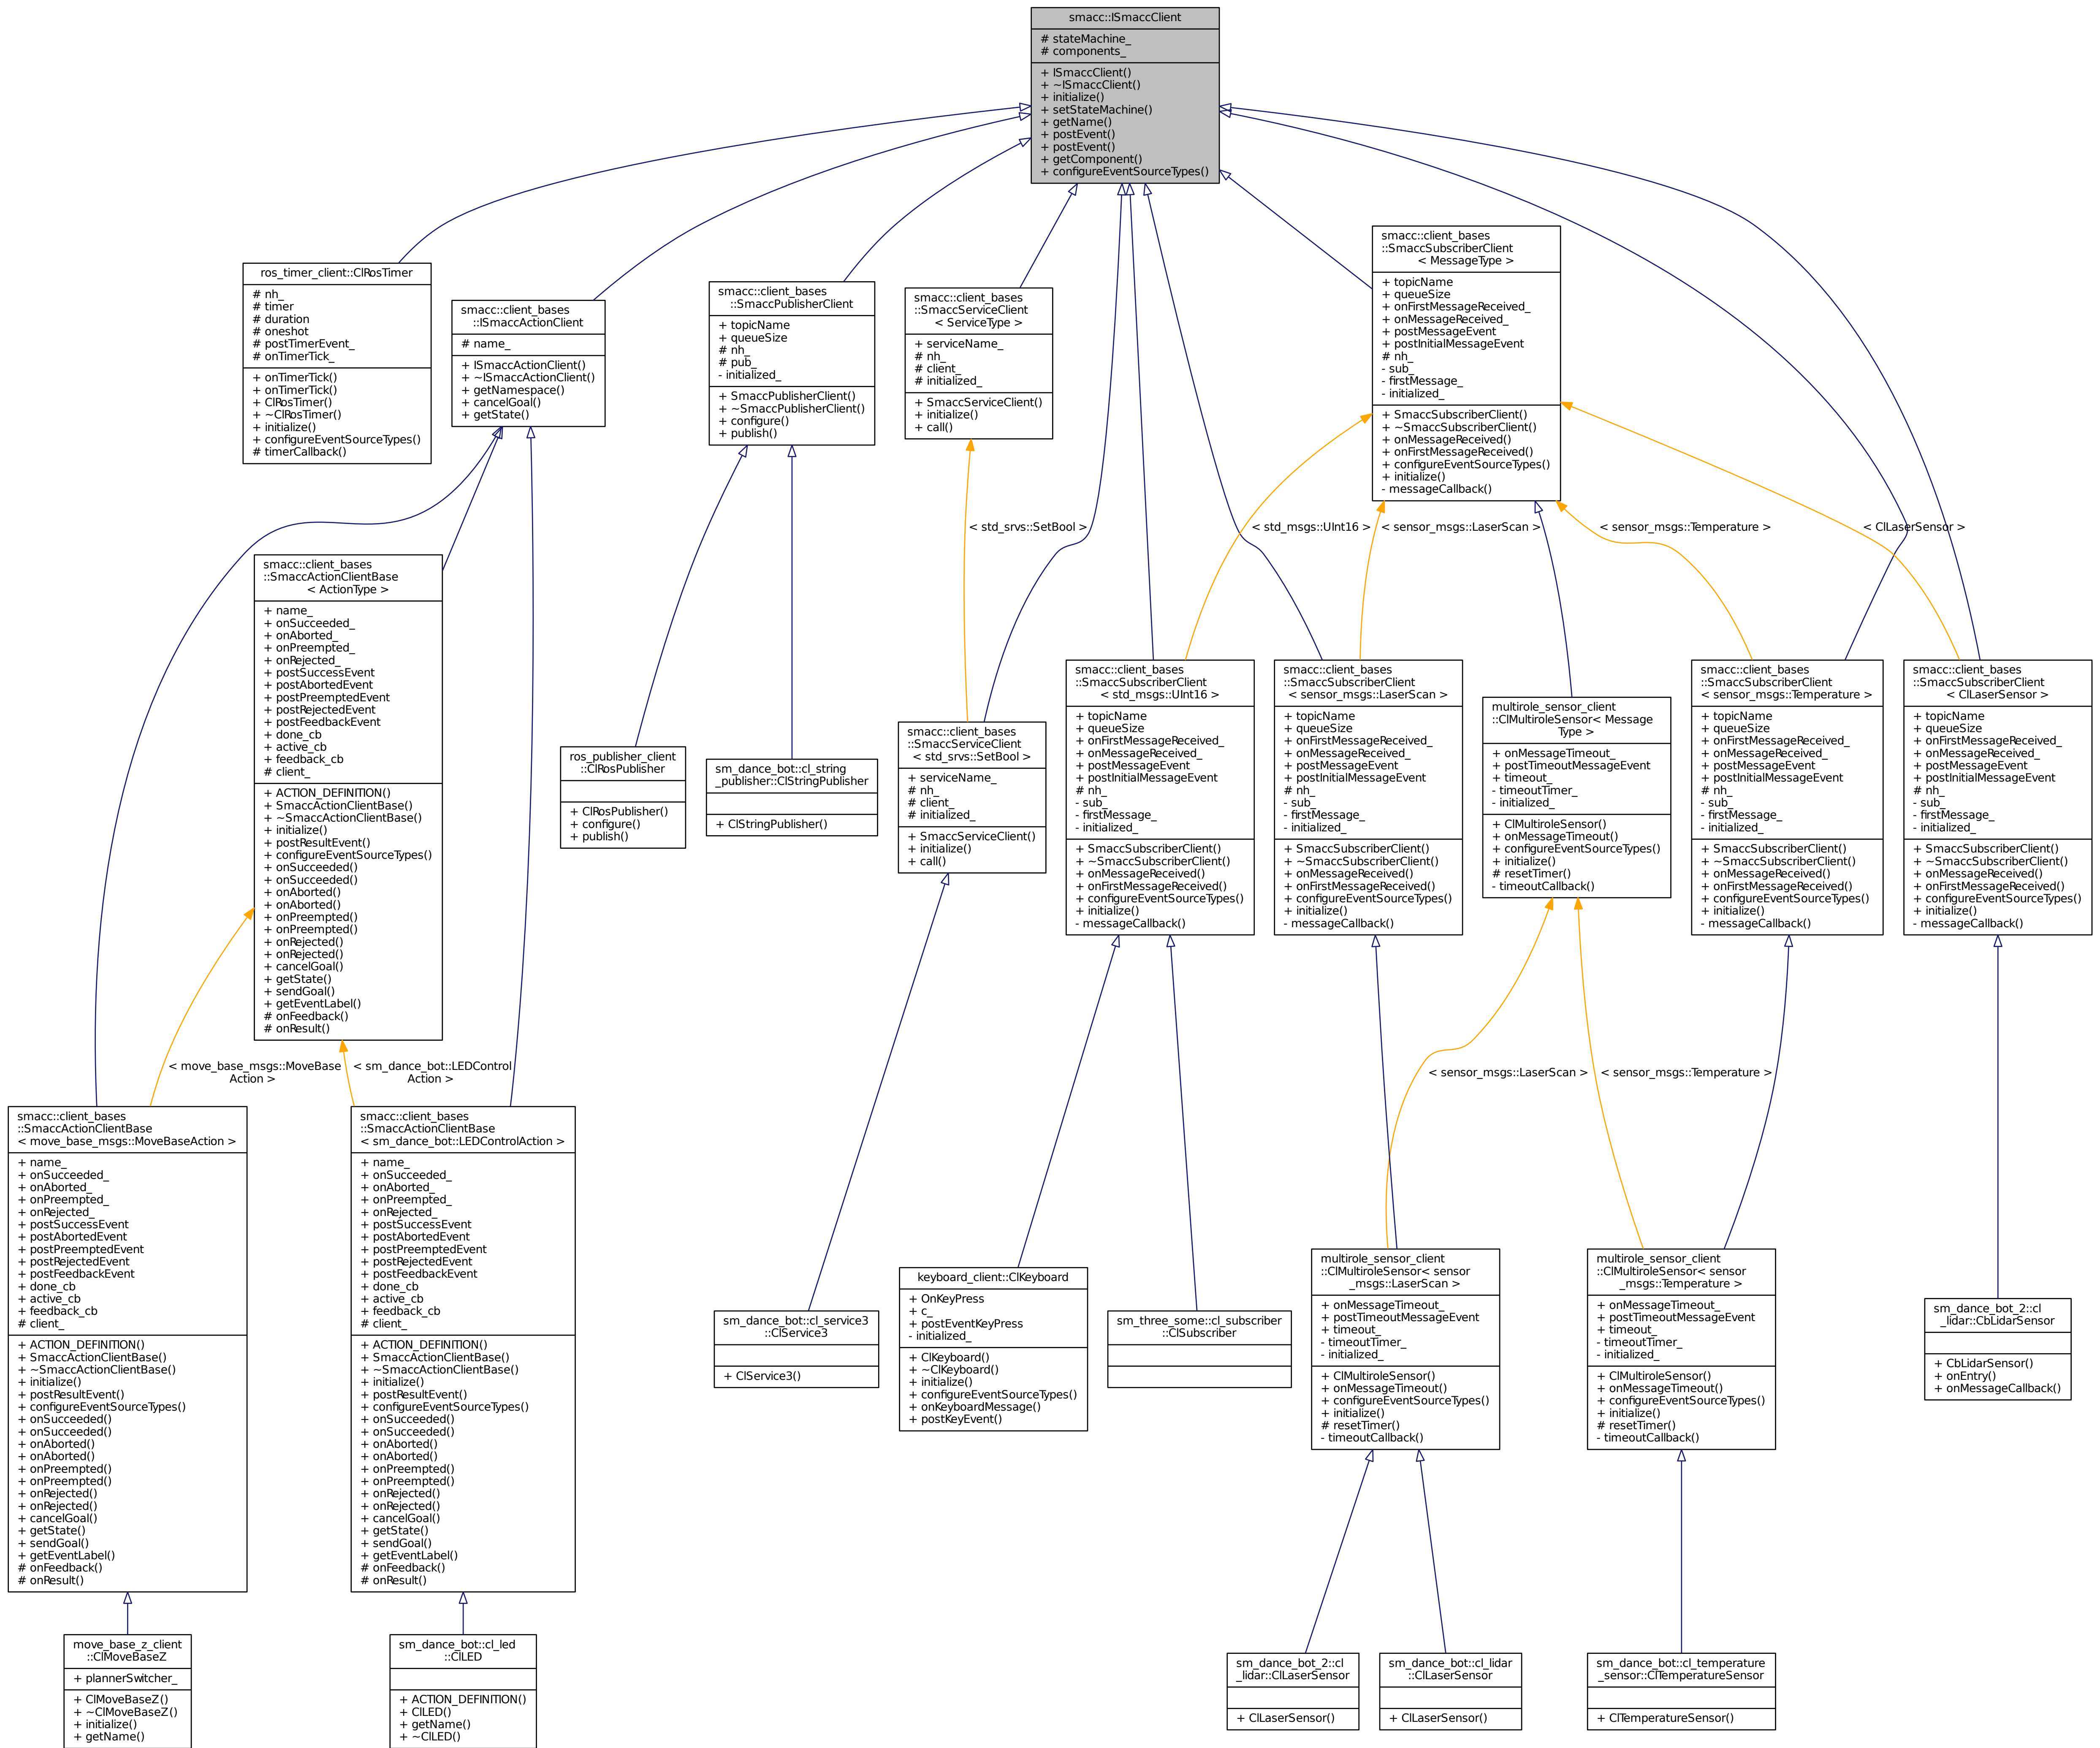 smacc::ISmaccClient
# stateMachine_
# components_
+ ISmaccClient()
+ ~ISmaccClient()
+ initialize()
+ setStateMachine()
+ getName()
+ postEvent()
+ postEvent()
+ getComponent()
+ configureEventSourceTypes()
ros_timer_client::ClRosTimer
# nh_
# timer
# duration
# oneshot
# postTimerEvent_
# onTimerTick_
+ onTimerTick()
+ onTimerTick()
+ ClRosTimer()
+ ~ClRosTimer()
+ initialize()
+ configureEventSourceTypes()
# timerCallback()
smacc::client_bases
::ISmaccActionClient
# name_
+ ISmaccActionClient()
+ ~ISmaccActionClient()
+ getNamespace()
+ cancelGoal()
+ getState()
smacc::client_bases
::SmaccPublisherClient
+ topicName
+ queueSize
# nh_
# pub_
- initialized_
+ SmaccPublisherClient()
+ ~SmaccPublisherClient()
+ configure()
+ publish()
smacc::client_bases
::SmaccServiceClient
< ServiceType >
+ serviceName_
# nh_
# client_
# initialized_
+ SmaccServiceClient()
+ initialize()
+ call()
smacc::client_bases
::SmaccSubscriberClient
< MessageType >
+ topicName
+ queueSize
+ onFirstMessageReceived_
+ onMessageReceived_
+ postMessageEvent
+ postInitialMessageEvent
# nh_
- sub_
- firstMessage_
- initialized_
+ SmaccSubscriberClient()
+ ~SmaccSubscriberClient()
+ onMessageReceived()
+ onFirstMessageReceived()
+ configureEventSourceTypes()
+ initialize()
- messageCallback()
< std_srvs::SetBool >
< std_msgs::UInt16 >
< sensor_msgs::LaserScan >
< sensor_msgs::Temperature >
< ClLaserSensor >
smacc::client_bases
::SmaccActionClientBase
< ActionType >
+ name_
+ onSucceeded_
+ onAborted_
+ onPreempted_
+ onRejected_
+ postSuccessEvent
+ postAbortedEvent
+ postPreemptedEvent
+ postRejectedEvent
+ postFeedbackEvent
+ done_cb
+ active_cb
+ feedback_cb
# client_
+ ACTION_DEFINITION()
+ SmaccActionClientBase()
+ ~SmaccActionClientBase()
+ initialize()
+ postResultEvent()
+ configureEventSourceTypes()
+ onSucceeded()
+ onSucceeded()
+ onAborted()
+ onAborted()
+ onPreempted()
+ onPreempted()
+ onRejected()
+ onRejected()
+ cancelGoal()
+ getState()
+ sendGoal()
+ getEventLabel()
# onFeedback()
# onResult()
ros_publisher_client
::ClRosPublisher
+ ClRosPublisher()
+ configure()
+ publish()
sm_dance_bot::cl_string
_publisher::ClStringPublisher
+ ClStringPublisher()
smacc::client_bases
::SmaccServiceClient
< std_srvs::SetBool >
+ serviceName_
# nh_
# client_
# initialized_
+ SmaccServiceClient()
+ initialize()
+ call()
smacc::client_bases
::SmaccSubscriberClient
< std_msgs::UInt16 >
+ topicName
+ queueSize
+ onFirstMessageReceived_
+ onMessageReceived_
+ postMessageEvent
+ postInitialMessageEvent
# nh_
- sub_
- firstMessage_
- initialized_
+ SmaccSubscriberClient()
+ ~SmaccSubscriberClient()
+ onMessageReceived()
+ onFirstMessageReceived()
+ configureEventSourceTypes()
+ initialize()
- messageCallback()
smacc::client_bases
::SmaccSubscriberClient
< sensor_msgs::LaserScan >
+ topicName
+ queueSize
+ onFirstMessageReceived_
+ onMessageReceived_
+ postMessageEvent
+ postInitialMessageEvent
# nh_
- sub_
- firstMessage_
- initialized_
+ SmaccSubscriberClient()
+ ~SmaccSubscriberClient()
+ onMessageReceived()
+ onFirstMessageReceived()
+ configureEventSourceTypes()
+ initialize()
- messageCallback()
multirole_sensor_client
::ClMultiroleSensor< Message
Type >
+ onMessageTimeout_
+ postTimeoutMessageEvent
+ timeout_
- timeoutTimer_
- initialized_
+ ClMultiroleSensor()
+ onMessageTimeout()
+ configureEventSourceTypes()
+ initialize()
# resetTimer()
- timeoutCallback()
smacc::client_bases
::SmaccSubscriberClient
< sensor_msgs::Temperature >
+ topicName
+ queueSize
+ onFirstMessageReceived_
+ onMessageReceived_
+ postMessageEvent
+ postInitialMessageEvent
# nh_
- sub_
- firstMessage_
- initialized_
+ SmaccSubscriberClient()
+ ~SmaccSubscriberClient()
+ onMessageReceived()
+ onFirstMessageReceived()
+ configureEventSourceTypes()
+ initialize()
- messageCallback()
smacc::client_bases
::SmaccSubscriberClient
< ClLaserSensor >
+ topicName
+ queueSize
+ onFirstMessageReceived_
+ onMessageReceived_
+ postMessageEvent
+ postInitialMessageEvent
# nh_
- sub_
- firstMessage_
- initialized_
+ SmaccSubscriberClient()
+ ~SmaccSubscriberClient()
+ onMessageReceived()
+ onFirstMessageReceived()
+ configureEventSourceTypes()
+ initialize()
- messageCallback()
< move_base_msgs::MoveBase
Action >
< sm_dance_bot::LEDControl
Action >
< sensor_msgs::LaserScan >
< sensor_msgs::Temperature >
smacc::client_bases
::SmaccActionClientBase
< move_base_msgs::MoveBaseAction >
+ name_
+ onSucceeded_
+ onAborted_
+ onPreempted_
+ onRejected_
+ postSuccessEvent
+ postAbortedEvent
+ postPreemptedEvent
+ postRejectedEvent
+ postFeedbackEvent
+ done_cb
+ active_cb
+ feedback_cb
# client_
+ ACTION_DEFINITION()
+ SmaccActionClientBase()
+ ~SmaccActionClientBase()
+ initialize()
+ postResultEvent()
+ configureEventSourceTypes()
+ onSucceeded()
+ onSucceeded()
+ onAborted()
+ onAborted()
+ onPreempted()
+ onPreempted()
+ onRejected()
+ onRejected()
+ cancelGoal()
+ getState()
+ sendGoal()
+ getEventLabel()
# onFeedback()
# onResult()
smacc::client_bases
::SmaccActionClientBase
< sm_dance_bot::LEDControlAction >
+ name_
+ onSucceeded_
+ onAborted_
+ onPreempted_
+ onRejected_
+ postSuccessEvent
+ postAbortedEvent
+ postPreemptedEvent
+ postRejectedEvent
+ postFeedbackEvent
+ done_cb
+ active_cb
+ feedback_cb
# client_
+ ACTION_DEFINITION()
+ SmaccActionClientBase()
+ ~SmaccActionClientBase()
+ initialize()
+ postResultEvent()
+ configureEventSourceTypes()
+ onSucceeded()
+ onSucceeded()
+ onAborted()
+ onAborted()
+ onPreempted()
+ onPreempted()
+ onRejected()
+ onRejected()
+ cancelGoal()
+ getState()
+ sendGoal()
+ getEventLabel()
# onFeedback()
# onResult()
sm_dance_bot::cl_service3
::ClService3
+ ClService3()
keyboard_client::ClKeyboard
+ OnKeyPress
+ c_
+ postEventKeyPress
- initialized_
+ ClKeyboard()
+ ~ClKeyboard()
+ initialize()
+ configureEventSourceTypes()
+ onKeyboardMessage()
+ postKeyEvent()
sm_three_some::cl_subscriber
::ClSubscriber
multirole_sensor_client
::ClMultiroleSensor< sensor
_msgs::LaserScan >
+ onMessageTimeout_
+ postTimeoutMessageEvent
+ timeout_
- timeoutTimer_
- initialized_
+ ClMultiroleSensor()
+ onMessageTimeout()
+ configureEventSourceTypes()
+ initialize()
# resetTimer()
- timeoutCallback()
multirole_sensor_client
::ClMultiroleSensor< sensor
_msgs::Temperature >
+ onMessageTimeout_
+ postTimeoutMessageEvent
+ timeout_
- timeoutTimer_
- initialized_
+ ClMultiroleSensor()
+ onMessageTimeout()
+ configureEventSourceTypes()
+ initialize()
# resetTimer()
- timeoutCallback()
sm_dance_bot_2::cl
_lidar::CbLidarSensor
+ CbLidarSensor()
+ onEntry()
+ onMessageCallback()
move_base_z_client
::ClMoveBaseZ
+ plannerSwitcher_
+ ClMoveBaseZ()
+ ~ClMoveBaseZ()
+ initialize()
+ getName()
sm_dance_bot::cl_led
::ClLED
+ ACTION_DEFINITION()
+ ClLED()
+ getName()
+ ~ClLED()
sm_dance_bot_2::cl
_lidar::ClLaserSensor
+ ClLaserSensor()
sm_dance_bot::cl_lidar
::ClLaserSensor
+ ClLaserSensor()
sm_dance_bot::cl_temperature
_sensor::ClTemperatureSensor
+ ClTemperatureSensor()